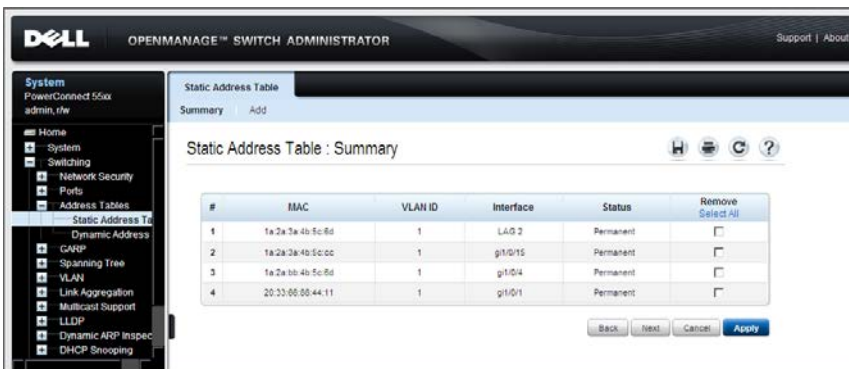 DELL
OPENMANAGE™ SWITCH ADMINISTRATOR
Support | About
System
PowerConnect 55xx
admin, r/w
Home
System
Switching
Network Security
Ports
Address Tables
Static Address Ta
Dynamic Address
GARP
Spanning Tree
VLAN
Link Aggregation
Multicast Support
LLDP
Dynamic ARP Inspec
DHCP Snooping
Static Address Table
Summary Add
Static Address Table : Summary
# MAC VLAN ID Interface Status Remove
Select All
1 1a:2a:3a:4b:5c:6d 1 LAG 2 Permanent
2 1a:2a:3a:4b:5c:cc 1 gi1/0/15 Permanent
3 1a:2a:bb:4b:5c:6d 1 gi1/0/4 Permanent
4 20:33:66:88:44:11 1 gi1/0/1 Permanent
Back Next Cancel Apply